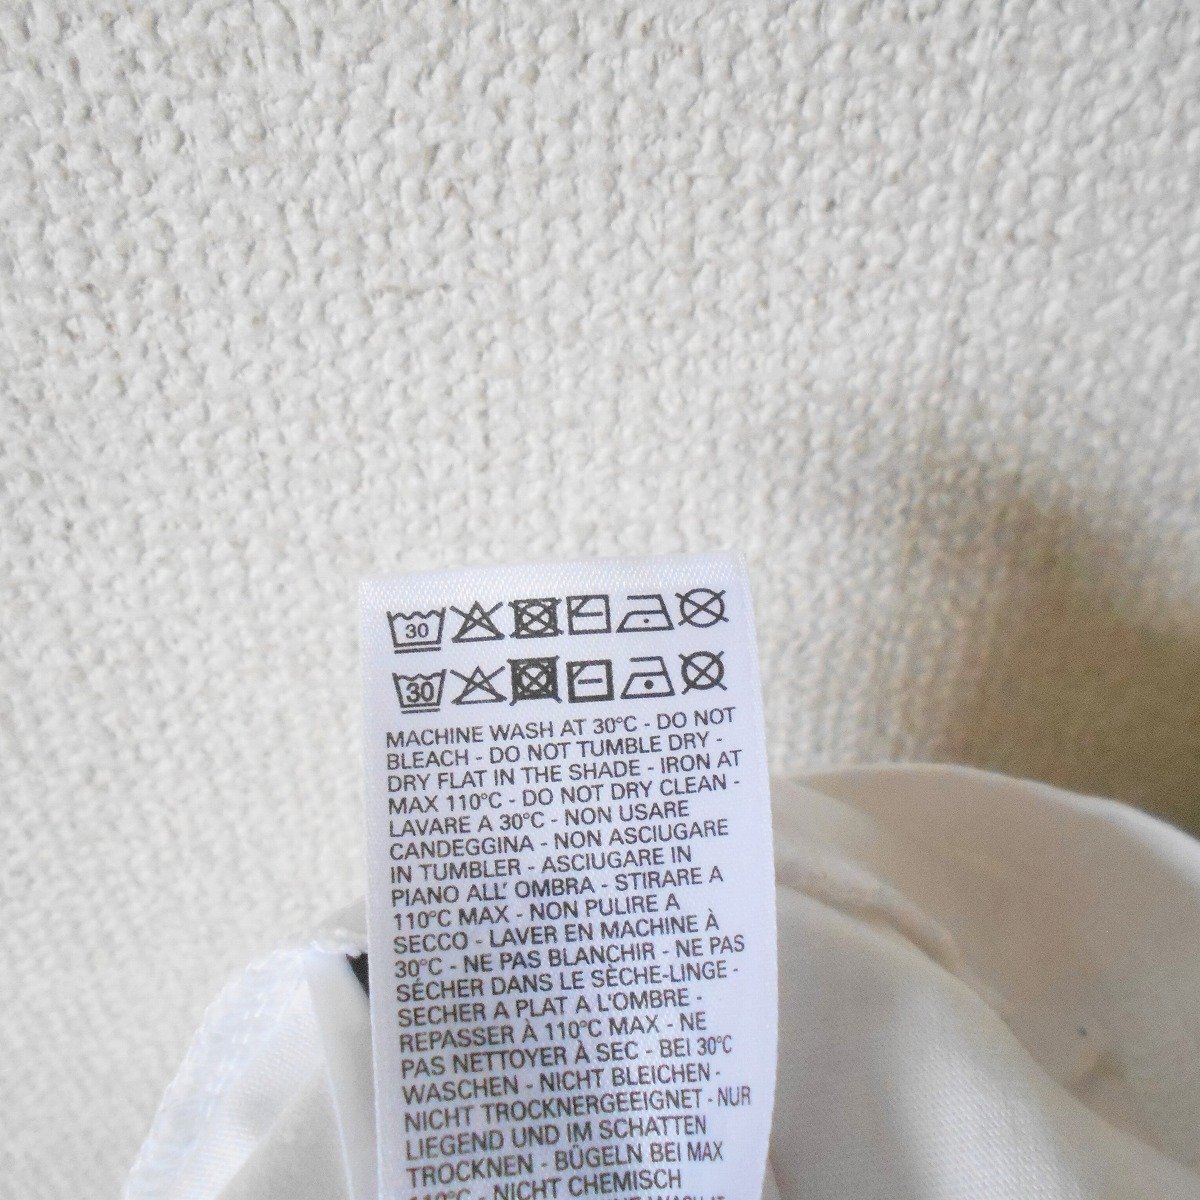 30
30
MACHINE WASH AT 30°C - DO NOT
BLEACH - DO NOT TUMBLE DRY -
DRY FLAT IN THE SHADE - IRON AT
MAX 110°C - DO NOT DRY CLEAN -
LAVARE A 30°C - NON USARE
CANDEGGINA - NON ASCIUGARE
IN TUMBLER - ASCIUGARE IN
PIANO ALL' OMBRA - STIRARE A
110°C MAX - NON PULIRE A
SECCO - LAVER EN MACHINE À
30°C - NE PAS BLANCHIR - NE PAS
SÉCHER DANS LE SÈCHE-LINGE -
SECHER A PLAT A L'OMBRE -
REPASSER À 110°C MAX - NE
PAS NETTOYER À SEC - BEI 30°C
WASCHEN - NICHT BLEICHEN -
NICHT TROCKNERGEEIGNET - NUR
LIEGEND UND IM SCHATTEN
TROCKNEN - BÜGELN BEI MAX
110°C - NICHT CHEMISCH